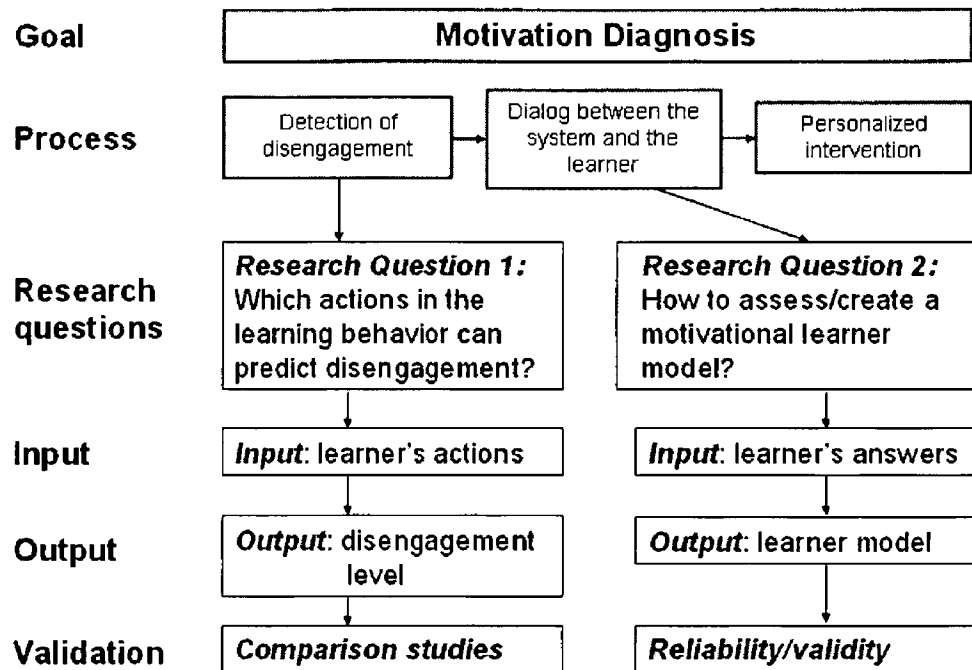 Goal
Motivation Diagnosis
Process
Detection of
disengagement
Dialog between the
system and the
learner
Personalized
intervention
Research
questions
Research Question 1:
Which actions in the
learning behavior can
predict disengagement?
Research Question 2:
How to assess/create a
motivational learner
model?
Input
Input: learner's actions
Input: learner's answers
Output
Output: disengagement
level
Output: learner model
Validation
Comparison studies
Reliability/validity